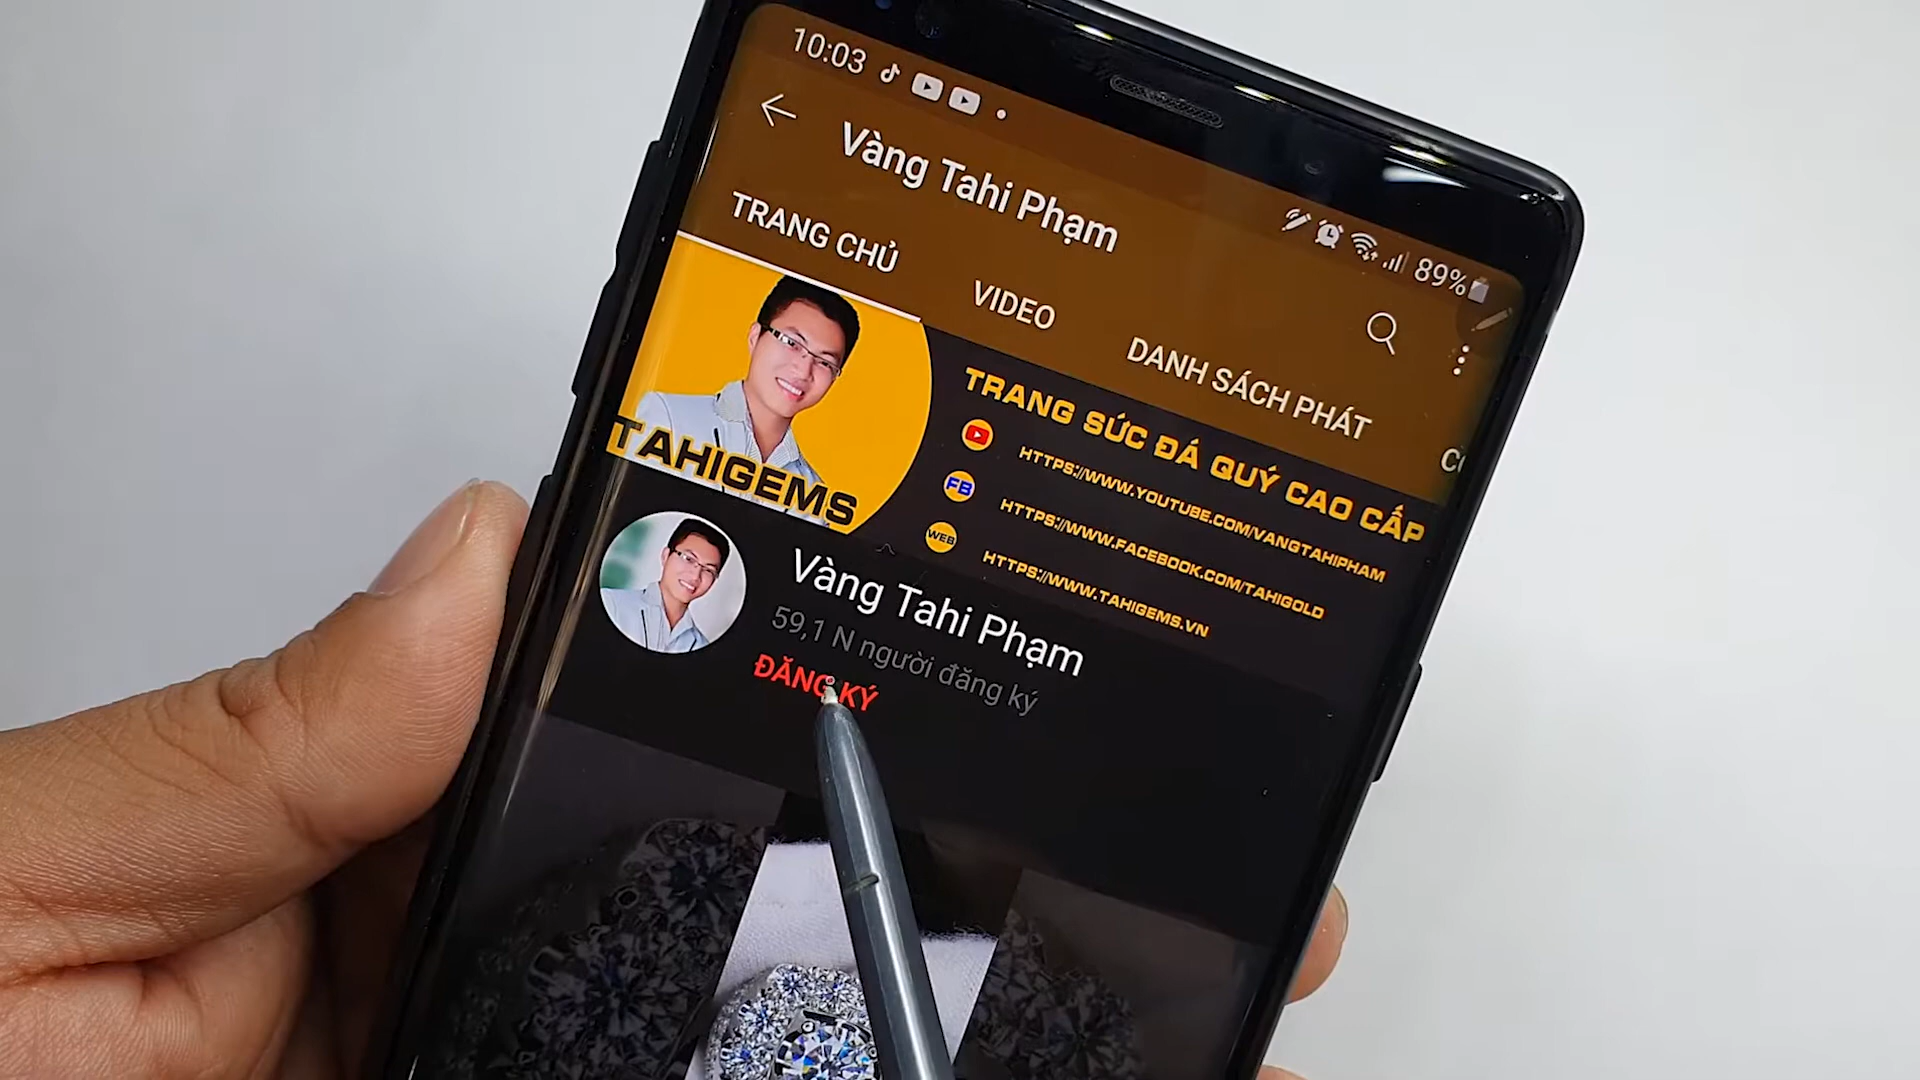 10:03
89%
Vàng Tahi Phạm
TRANG CHỦ
VIDEO
DANH SÁCH PHÁT
TAHIGEMS
TRANG SỨC ĐÁ QUÝ CAO CẤP
HTTPS://WWW.YOUTUBE.COM/VANGTAHIPHAM
FB
HTTPS://WWW.FACEBOOK.COM/TAHIGOLD
WEB
HTTPS://WWW.TAHIGEMS.VN
Vàng Tahi Phạm
59,1 N người đăng ký
ĐĂNG KÝ